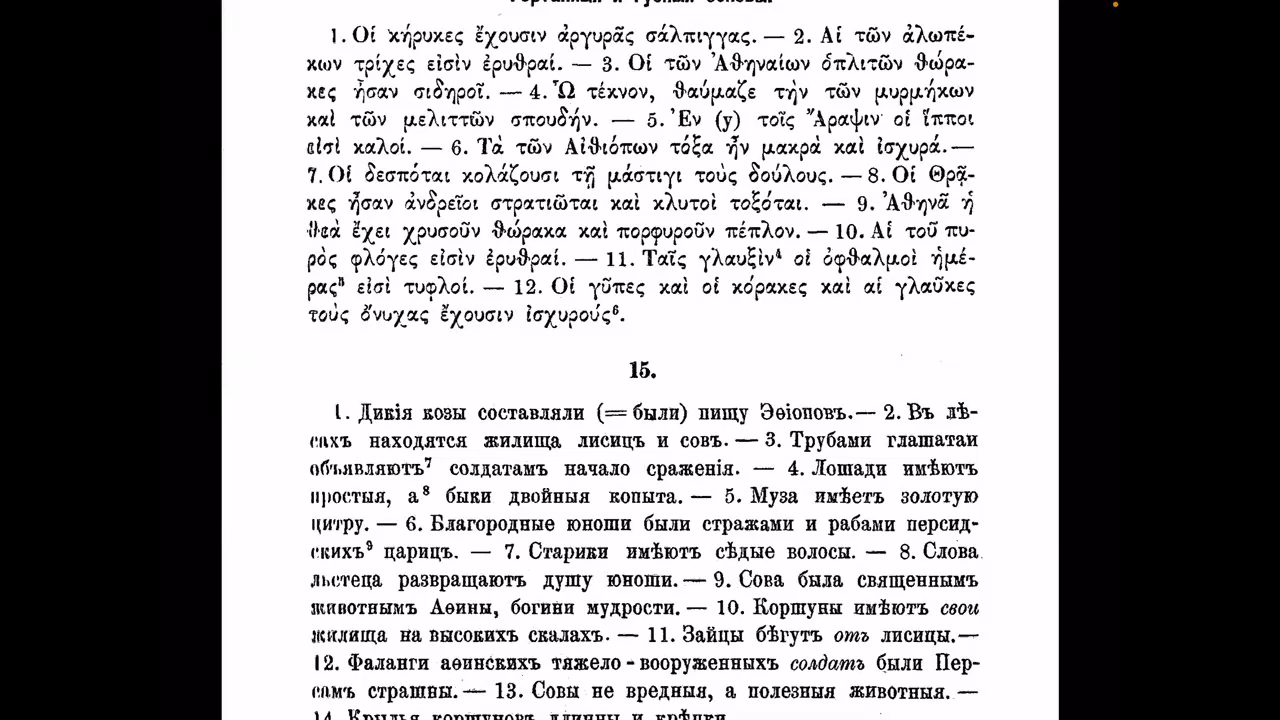 Гортанныя и губныя основы.
1. Οἱ κήρυκες ἔχουσιν ἀργυρᾶς σάλπιγγας. — 2. Αἱ τῶν ἀλωπέ-
κων τρίχες εἰσὶν ἐρυθραί. — 3. Οἱ τῶν Ἀθηναίων ὁπλιτῶν θώρα-
κες ἦσαν σιδηροῖ. — 4. Ὦ τέκνον, θαύμαζε τὴν τῶν μυρμήκων
καὶ τῶν μελιττῶν σπουδήν. — 5. Ἐν (у) τοῖς Ἄραψιν οἱ ἵπποι
εἰσὶ καλοί. — 6. Τὰ τῶν Αἰθιόπων τόξα ἦν μακρὰ καὶ ἰσχυρά. —
7. Οἱ δεσπόται κολάζουσι τῇ μάστιγι τοὺς δούλους. — 8. Οἱ Θρᾷ-
κες ἦσαν ἀνδρεῖοι στρατιῶται καὶ κλυτοὶ τοξόται. — 9. Ἀθηνᾶ ἡ
θεὰ ἔχει χρυσοῦν θώρακα καὶ πορφυροῦν πέπλον. — 10. Αἱ τοῦ πυ-
ρὸς φλόγες εἰσὶν ἐρυθραί. — 11. Ταῖς γλαυξὶν⁴ οἱ ὀφθαλμοὶ ἡμέ-
ρας⁵ εἰσὶ τυφλοί. — 12. Οἱ γῦπες καὶ οἱ κόρακες καὶ αἱ γλαῦκες
τοὺς ὄνυχας ἔχουσιν ἰσχυρούς⁶.
15.
1. Дикія козы составляли (= были) пищу Эѳіоповъ. — 2. Въ лѣ-
сахъ находятся жилища лисицъ и совъ. — 3. Трубами глашатаи
объявляютъ⁷ солдатамъ начало сраженія. — 4. Лошади имѣютъ
простыя, а⁸ быки двойныя копыта. — 5. Муза имѣетъ золотую
цитру. — 6. Благородные юноши были стражами и рабами персид-
скихъ⁹ царицъ. — 7. Старики имѣютъ сѣдые волосы. — 8. Слова
льстеца развращаютъ душу юноши. — 9. Сова была священнымъ
животнымъ Аѳины, богини мудрости. — 10. Коршуны имѣютъ свои
жилища на высокихъ скалахъ. — 11. Зайцы бѣгутъ отъ лисицы. —
12. Фаланги аѳинскихъ тяжело-вооруженныхъ солдатъ были Пер-
самъ страшны. — 13. Совы не вредныя, а полезныя животныя. —
14. Крылья коршуновъ длинны и крѣпки.